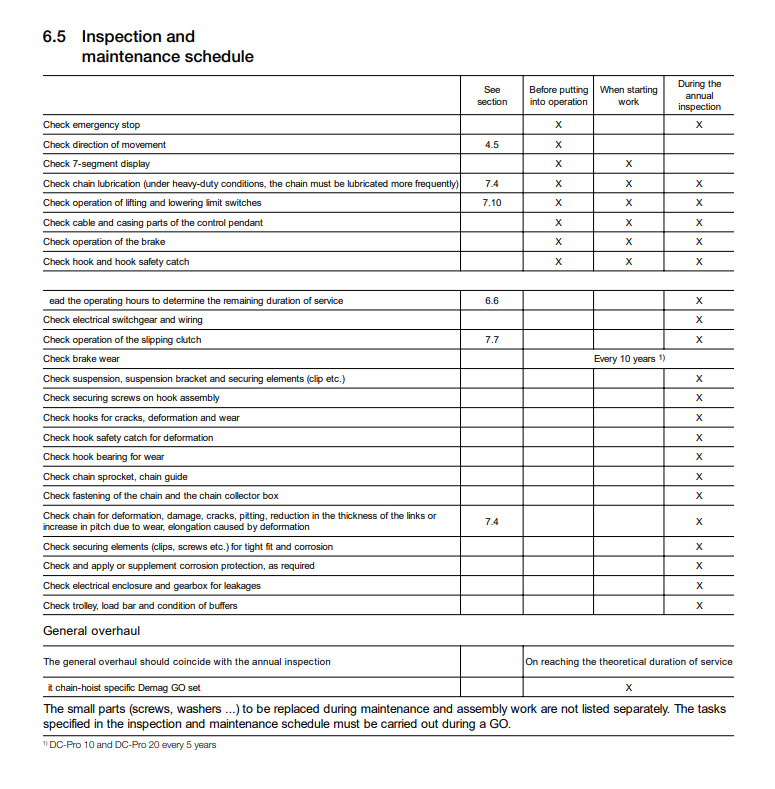 6.5 Inspection and
maintenance schedule
See section Before putting into operation When starting work During the annual inspection
Check emergency stop X X
Check direction of movement 4.5 X
Check 7-segment display X X
Check chain lubrication (under heavy-duty conditions, the chain must be lubricated more frequently) 7.4 X X X
Check operation of lifting and lowering limit switches 7.10 X X X
Check cable and casing parts of the control pendant X X X
Check operation of the brake X X X
Check hook and hook safety catch X X X
ead the operating hours to determine the remaining duration of service 6.6 X
Check electrical switchgear and wiring X
Check operation of the slipping clutch 7.7 X
Check brake wear Every 10 years 1)
Check suspension, suspension bracket and securing elements (clip etc.) X
Check securing screws on hook assembly X
Check hooks for cracks, deformation and wear X
Check hook safety catch for deformation X
Check hook bearing for wear X
Check chain sprocket, chain guide X
Check fastening of the chain and the chain collector box X
Check chain for deformation, damage, cracks, pitting, reduction in the thickness of the links or
increase in pitch due to wear, elongation caused by deformation 7.4 X
Check securing elements (clips, screws etc.) for tight fit and corrosion X
Check and apply or supplement corrosion protection, as required X
Check electrical enclosure and gearbox for leakages X
Check trolley, load bar and condition of buffers X
General overhaul
The general overhaul should coincide with the annual inspection On reaching the theoretical duration of service
it chain-hoist specific Demag GO set X
The small parts (screws, washers ...) to be replaced during maintenance and assembly work are not listed separately. The tasks
specified in the inspection and maintenance schedule must be carried out during a GO.
1) DC-Pro 10 and DC-Pro 20 every 5 years